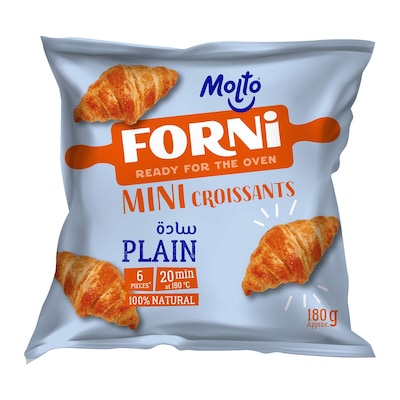 Molto®
FORNi
READY FOR THE OVEN
MINI CROISSANTS
سادة
PLAIN
6 PIECES*
20 min at 180 °C
100% NATURAL
180 g
Approx.